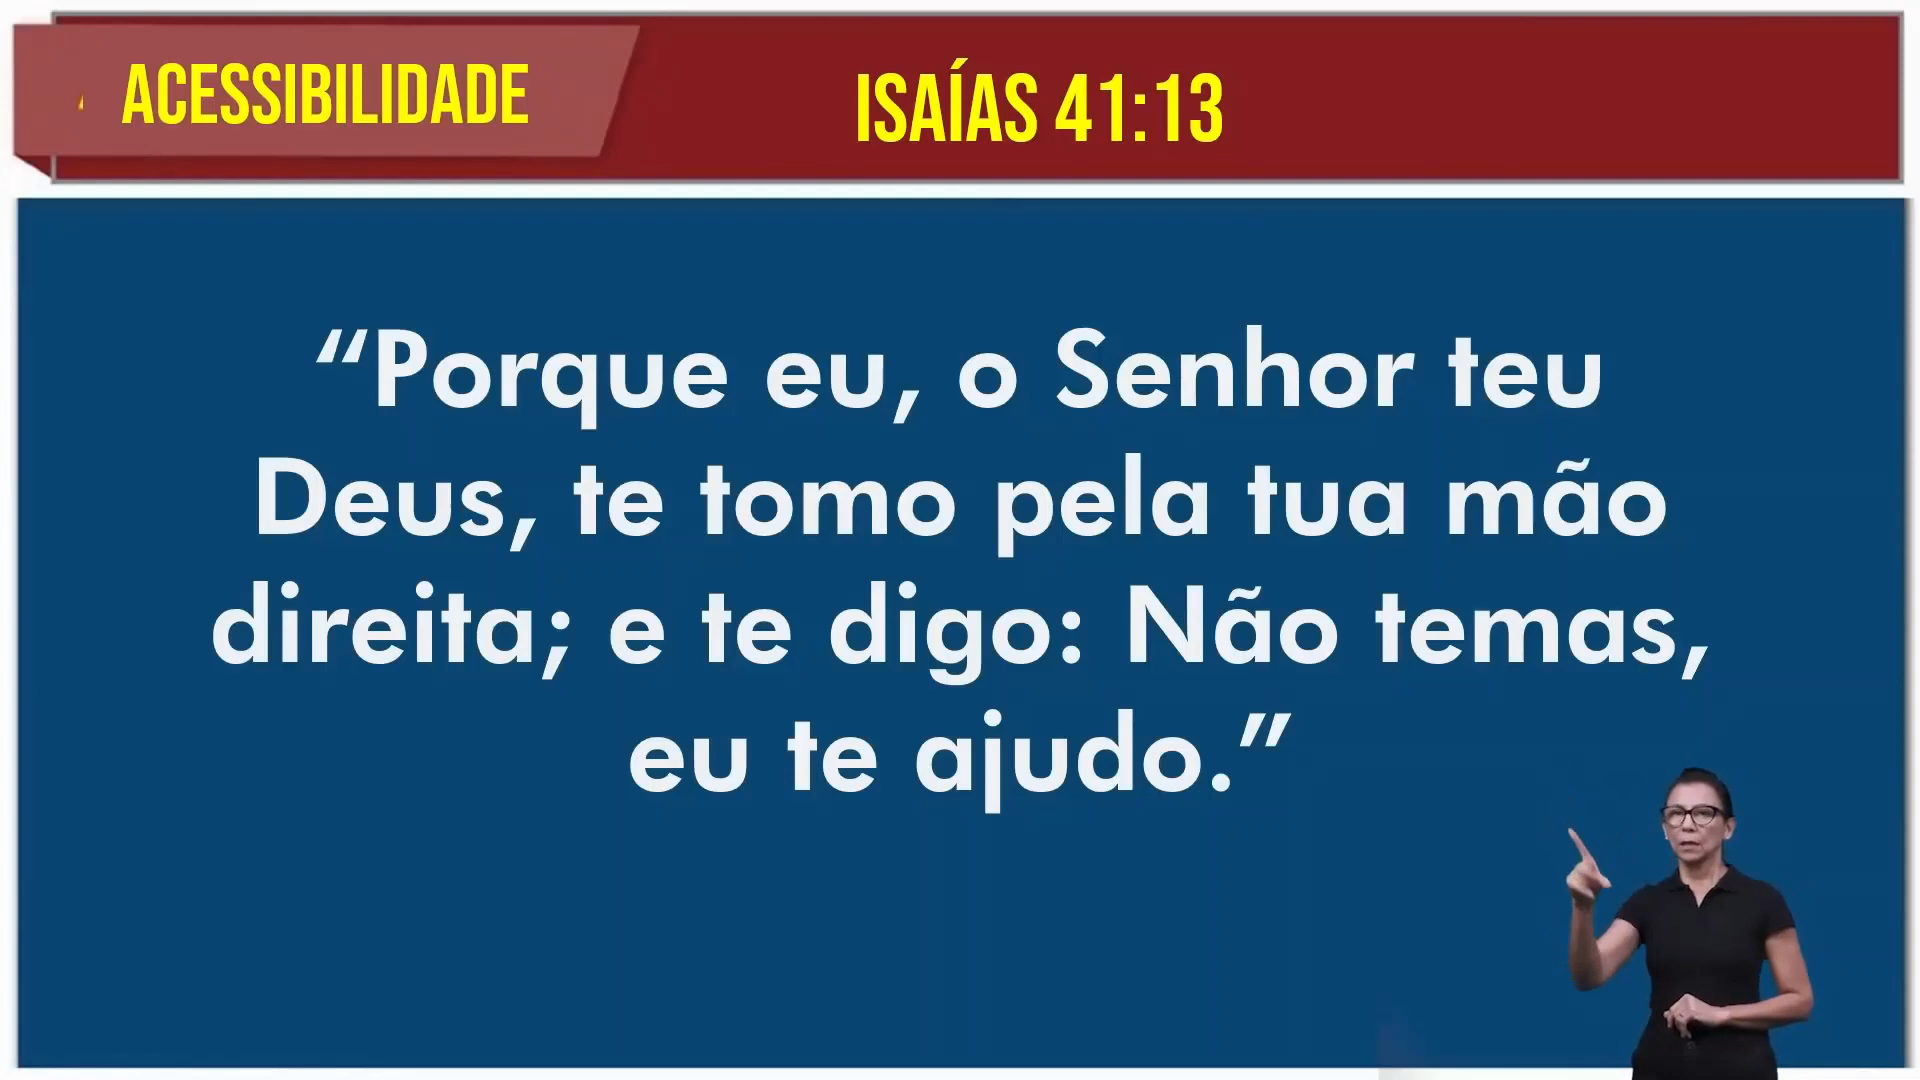 ACESSIBILIDADE
ISAÍAS 41:13
“Porque eu, o Senhor teu
Deus, te tomo pela tua mão
direita; e te digo: Não temas,
eu te ajudo.”